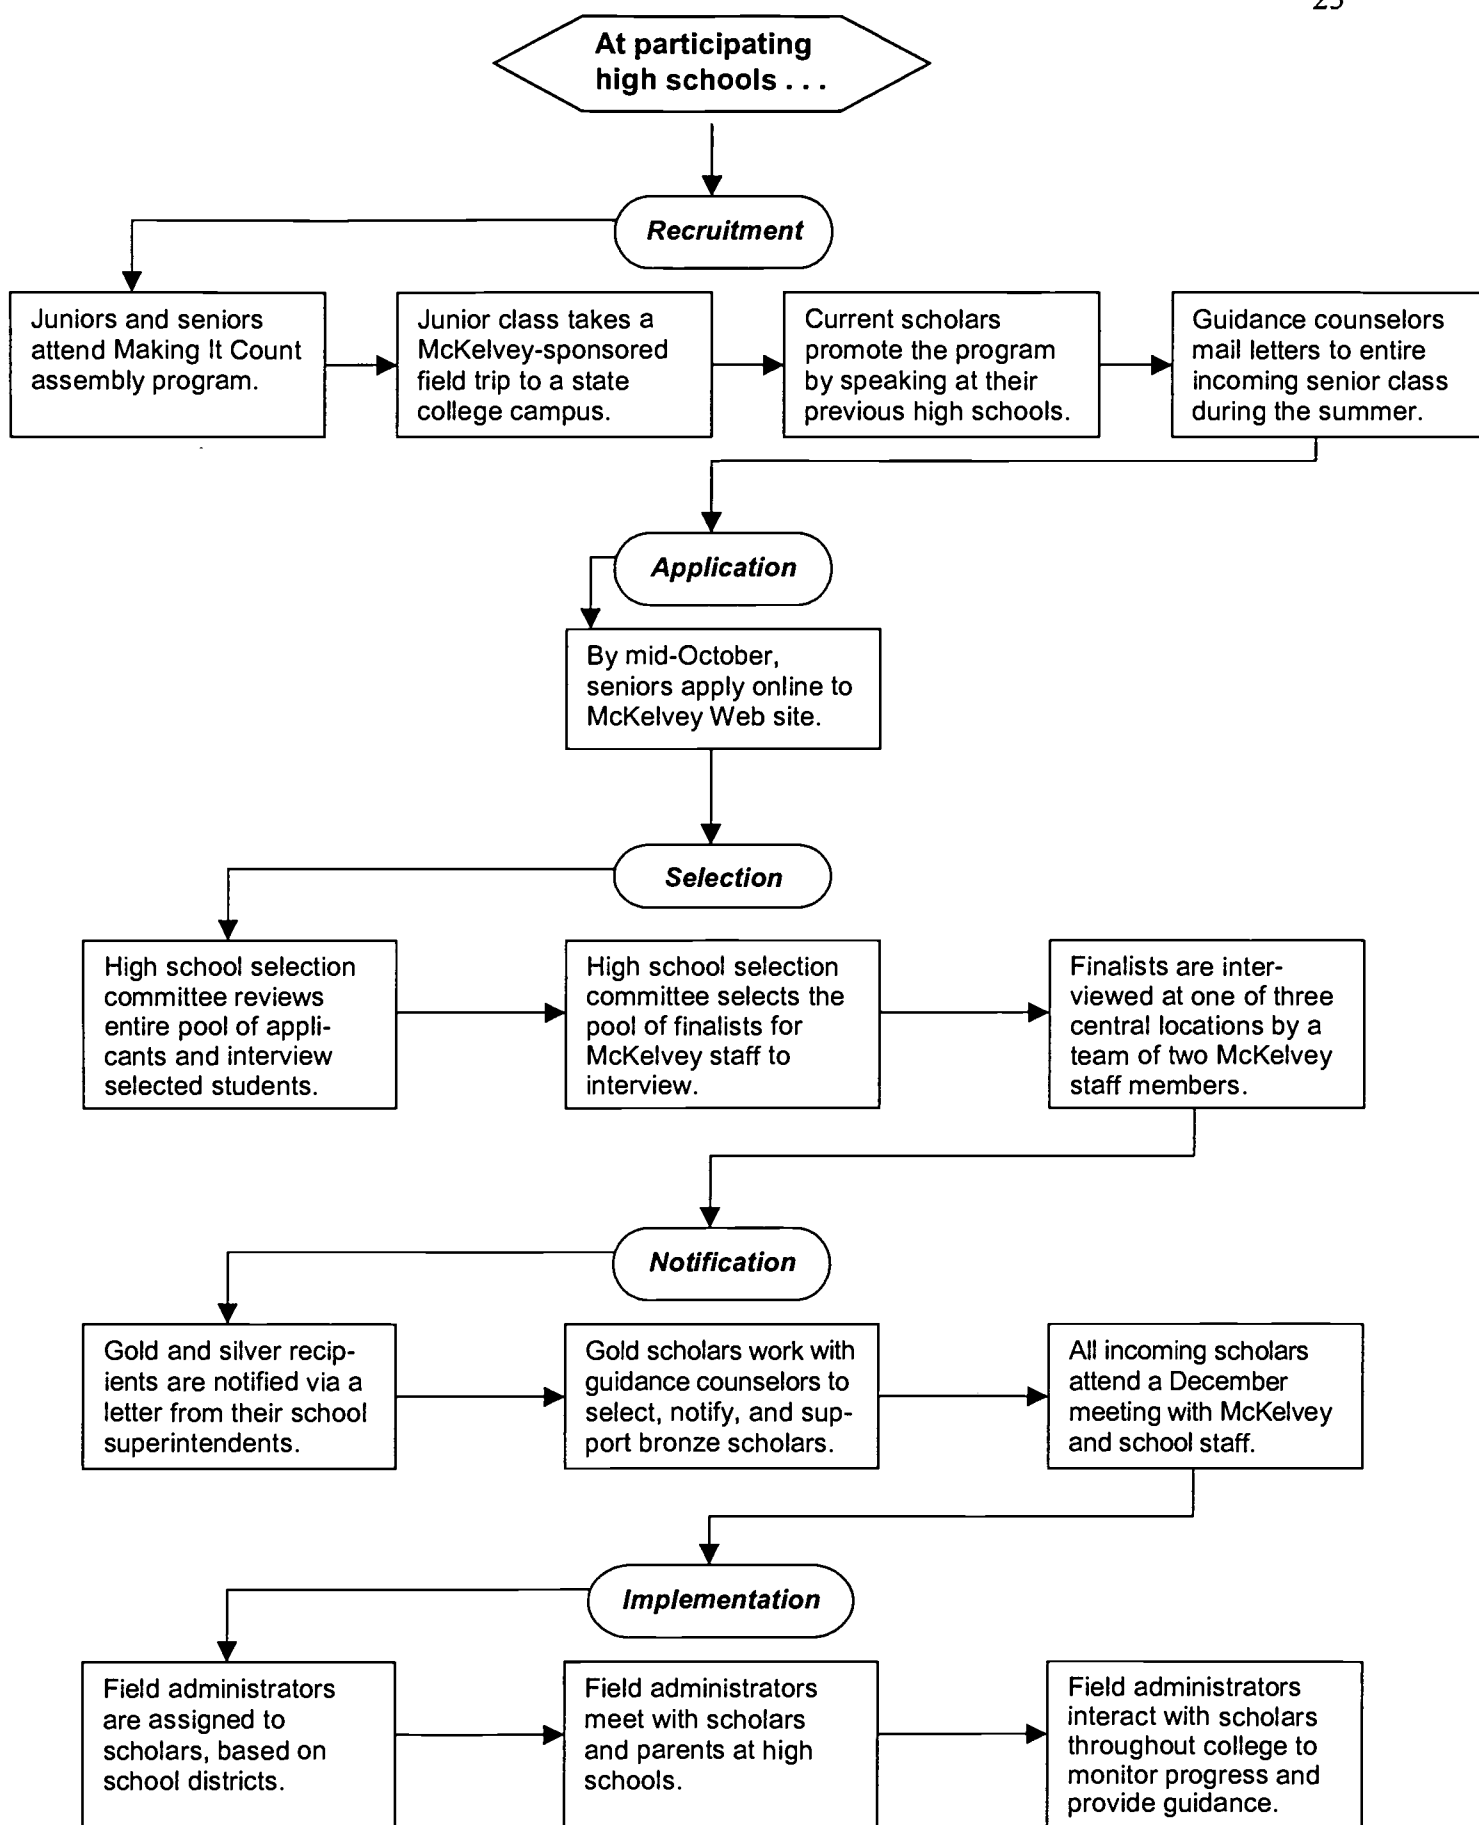 25
At participating
high schools . . .
Recruitment
Juniors and seniors
attend Making It Count
assembly program.
Junior class takes a
McKelvey-sponsored
field trip to a state
college campus.
Current scholars
promote the program
by speaking at their
previous high schools.
Guidance counselors
mail letters to entire
incoming senior class
during the summer.
Application
By mid-October,
seniors apply online to
McKelvey Web site.
Selection
High school selection
committee reviews
entire pool of appli-
cants and interview
selected students.
High school selection
committee selects the
pool of finalists for
McKelvey staff to
interview.
Finalists are inter-
viewed at one of three
central locations by a
team of two McKelvey
staff members.
Notification
Gold and silver recip-
ients are notified via a
letter from their school
superintendents.
Gold scholars work with
guidance counselors to
select, notify, and sup-
port bronze scholars.
All incoming scholars
attend a December
meeting with McKelvey
and school staff.
Implementation
Field administrators
are assigned to
scholars, based on
school districts.
Field administrators
meet with scholars
and parents at high
schools.
Field administrators
interact with scholars
throughout college to
monitor progress and
provide guidance.